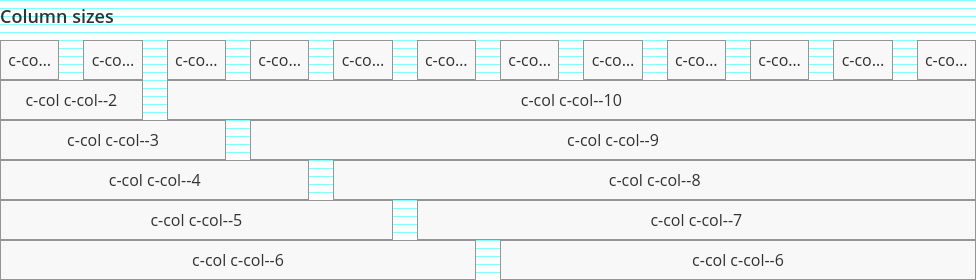 Column sizes
c-co... c-co... c-co... c-co... c-co... c-co... c-co... c-co... c-co... c-co... c-co... c-co...
c-col c-col--2 c-col c-col--10
c-col c-col--3 c-col c-col--9
c-col c-col--4 c-col c-col--8
c-col c-col--5 c-col c-col--7
c-col c-col--6 c-col c-col--6